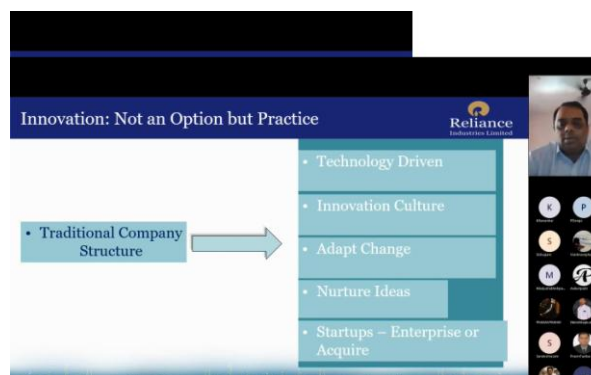 Innovation: Not an Option but Practice
Reliance
Industries Limited
• Technology Driven
• Innovation Culture
• Traditional Company
Structure
• Adapt Change
• Nurture Ideas
• Startups – Enterprise or
Acquire
K
P
S
M
S